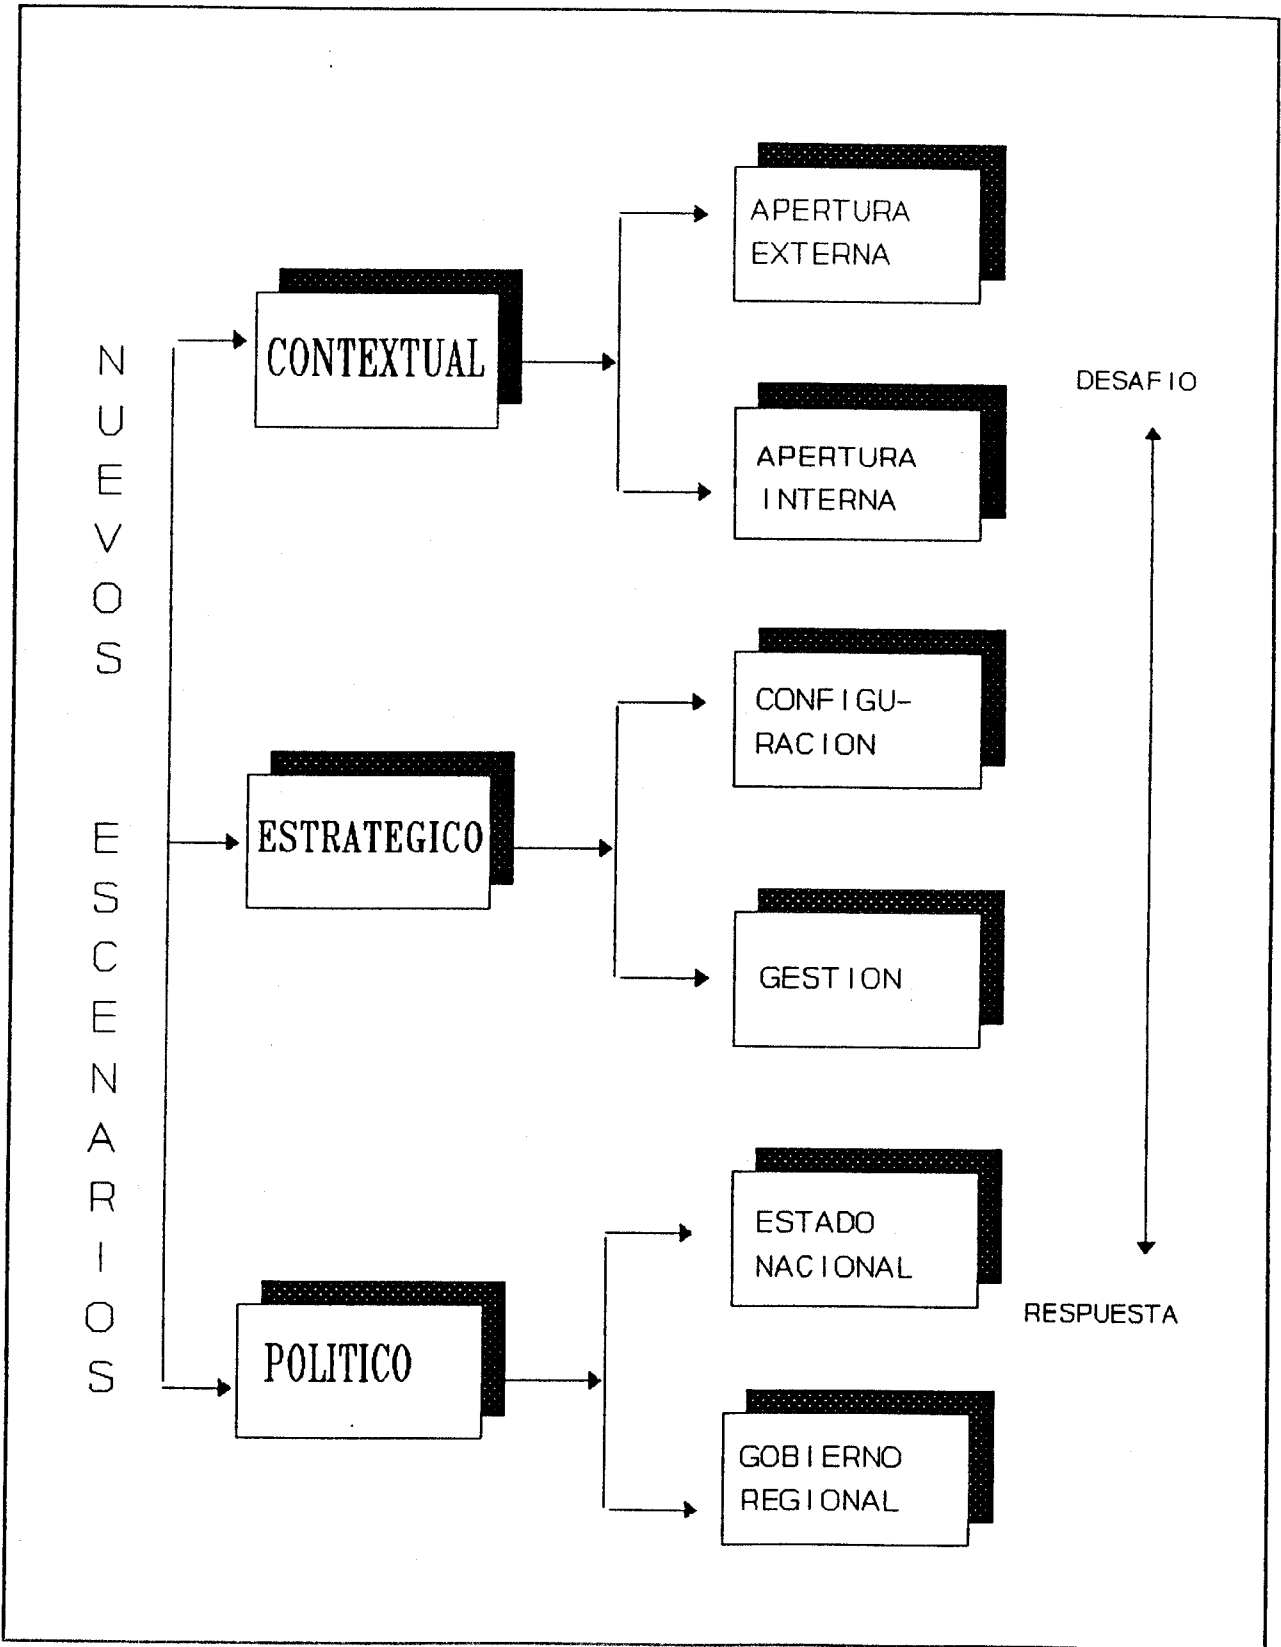 NUEVOS ESCENARIOS
CONTEXTUAL
APERTURA
EXTERNA
APERTURA
INTERNA
ESTRATEGICO
CONFIGU-
RACION
GESTION
POLITICO
ESTADO
NACIONAL
GOBIERNO
REGIONAL
DESAFIO
RESPUESTA